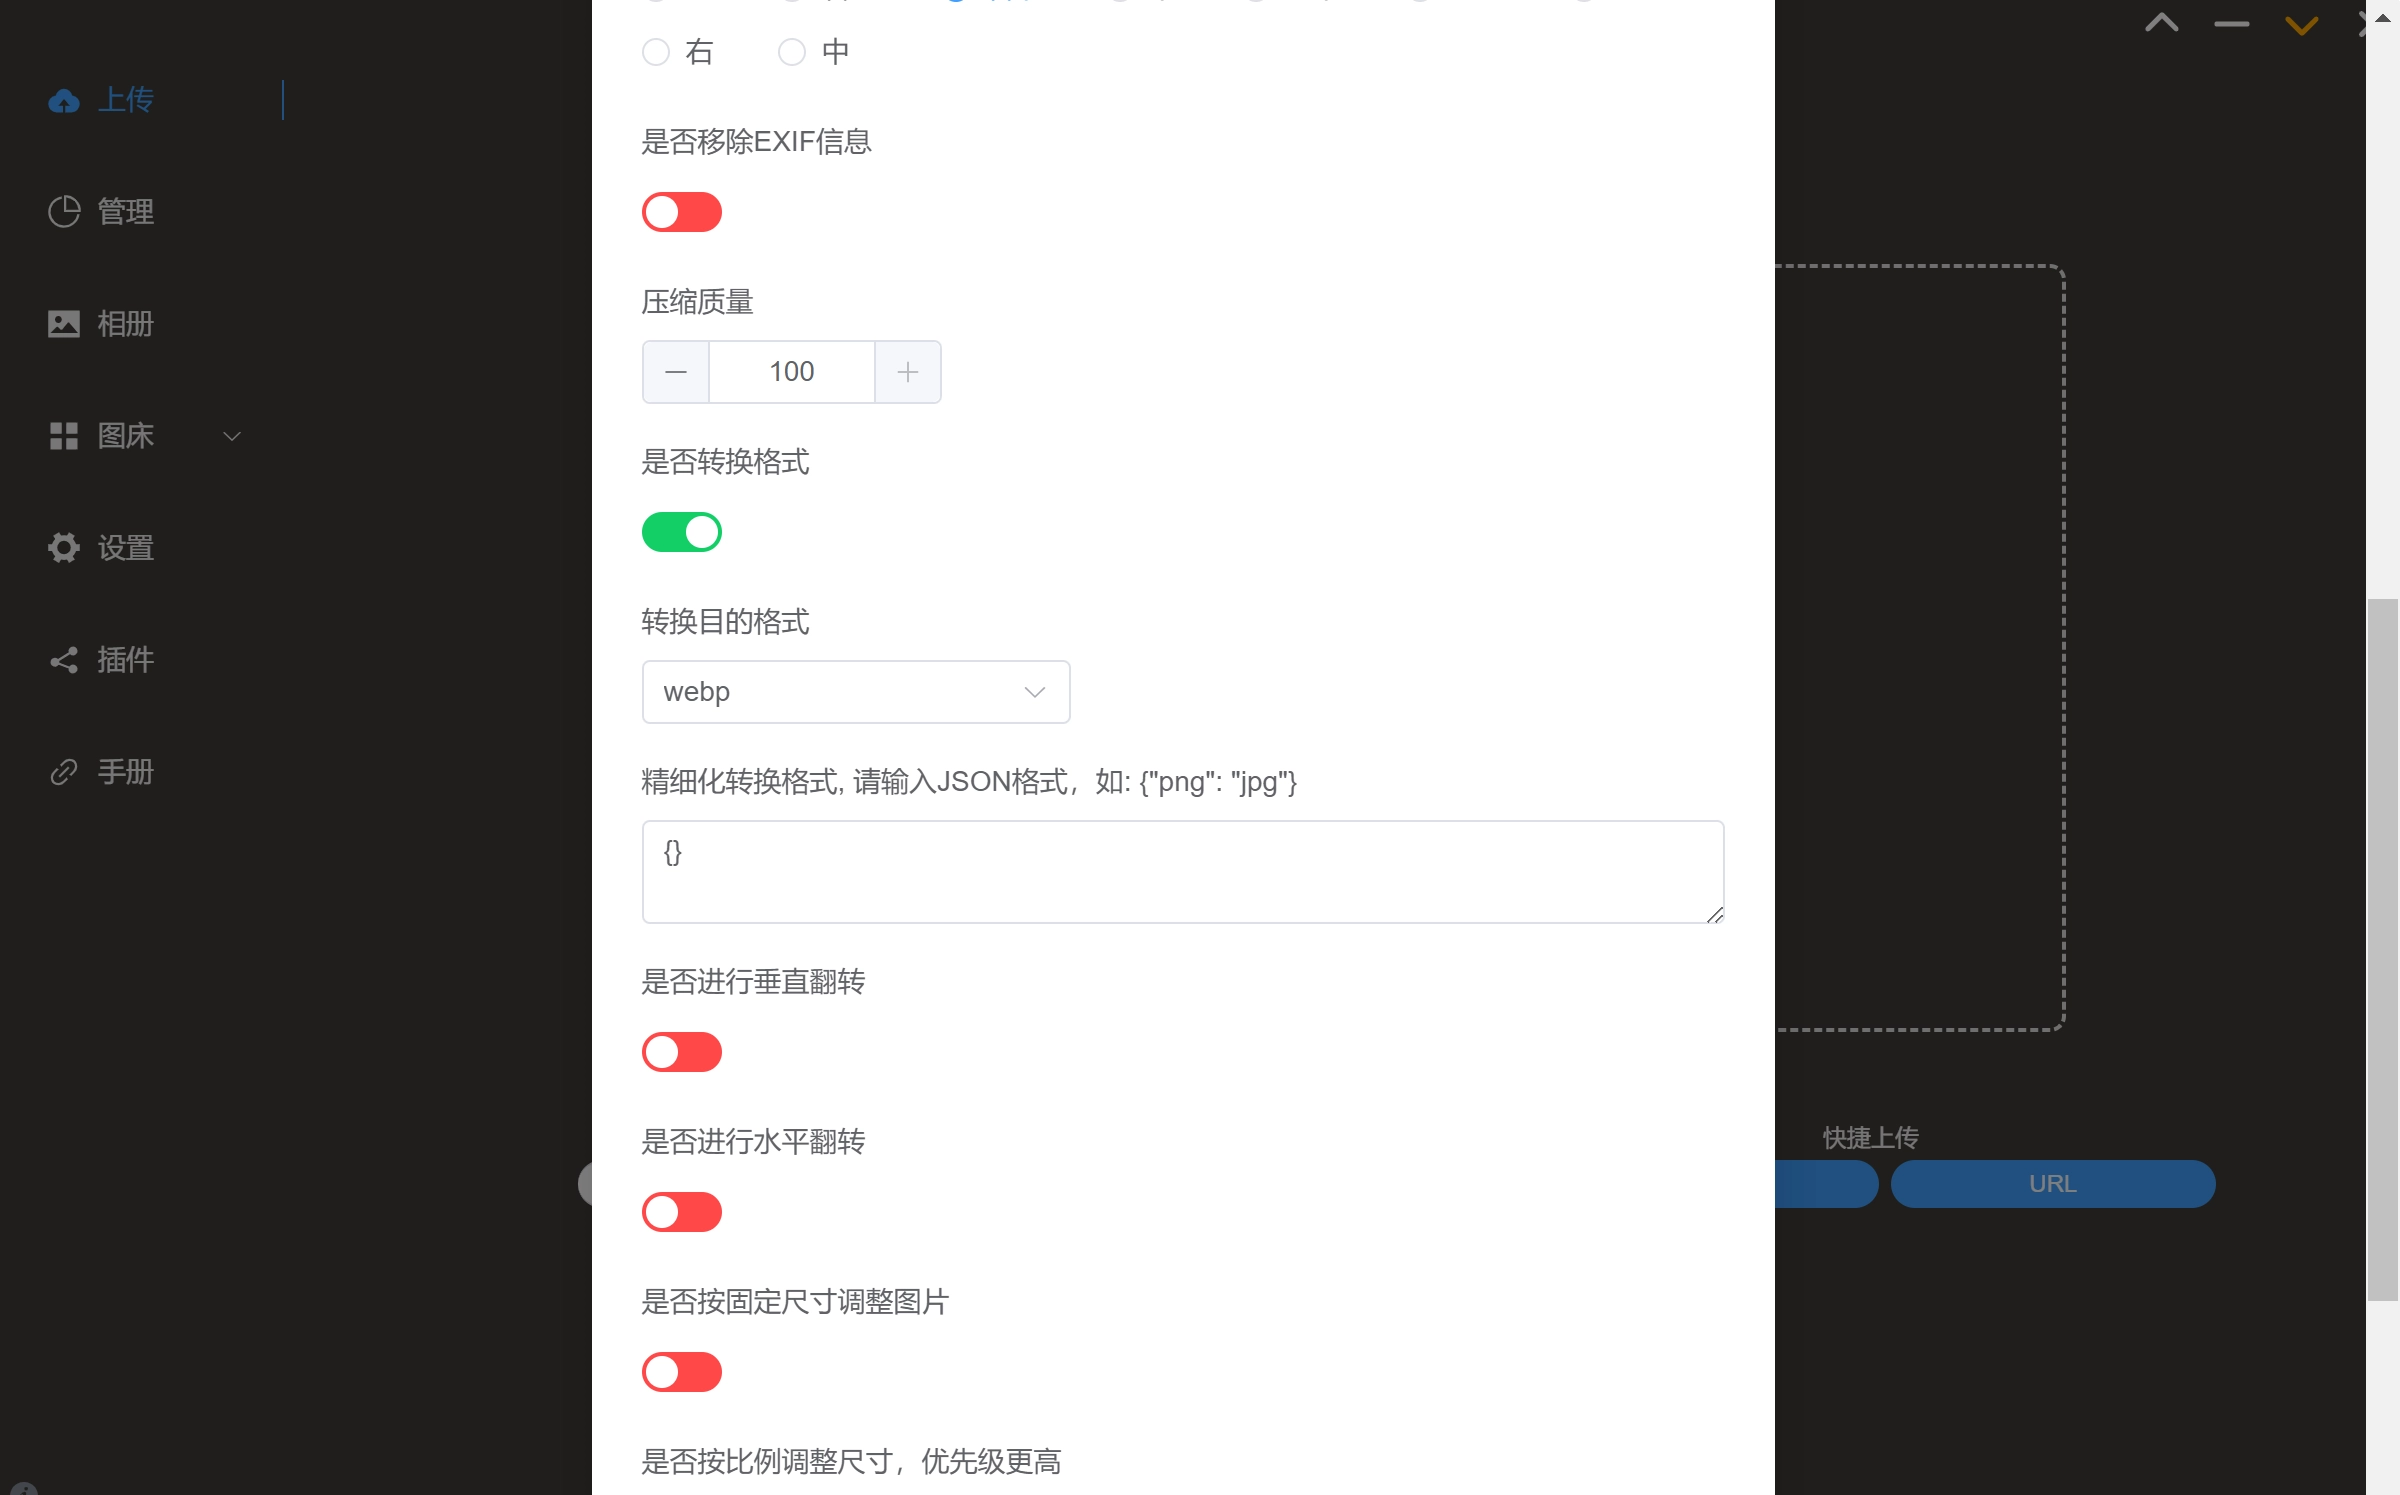 上传
管理
相册
图床
设置
插件
手册
右
中
是否移除EXIF信息
压缩质量
100
是否转换格式
转换目的格式
webp
精细化转换格式, 请输入JSON格式，如: {"png": "jpg"}
{}
是否进行垂直翻转
是否进行水平翻转
是否按固定尺寸调整图片
是否按比例调整尺寸，优先级更高
快捷上传
URL